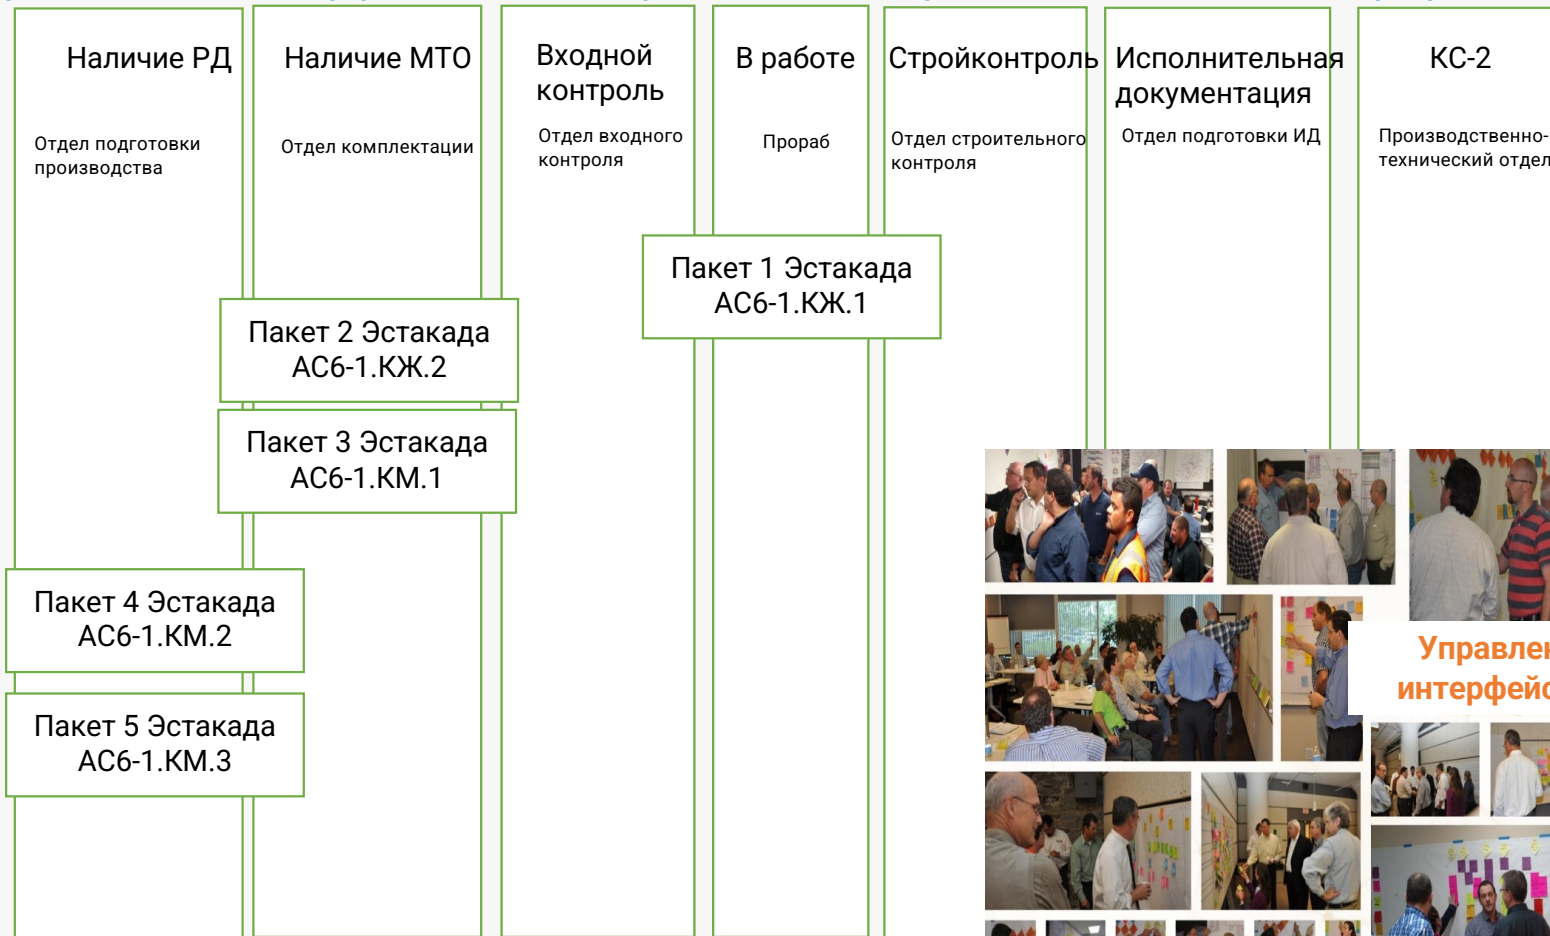 Наличие РД
Отдел подготовки
производства
Наличие МТО
Отдел комплектации
Входной
контроль
Отдел входного
контроля
В работе
Прораб
Стройконтроль
Отдел строительного
контроля
Исполнительная
документация
Отдел подготовки ИД
КС-2
Производственно-
технический отдел
Пакет 1 Эстакада
АС6-1.КЖ.1
Пакет 2 Эстакада
АС6-1.КЖ.2
Пакет 3 Эстакада
АС6-1.КМ.1
Пакет 4 Эстакада
АС6-1.КМ.2
Пакет 5 Эстакада
АС6-1.КМ.3